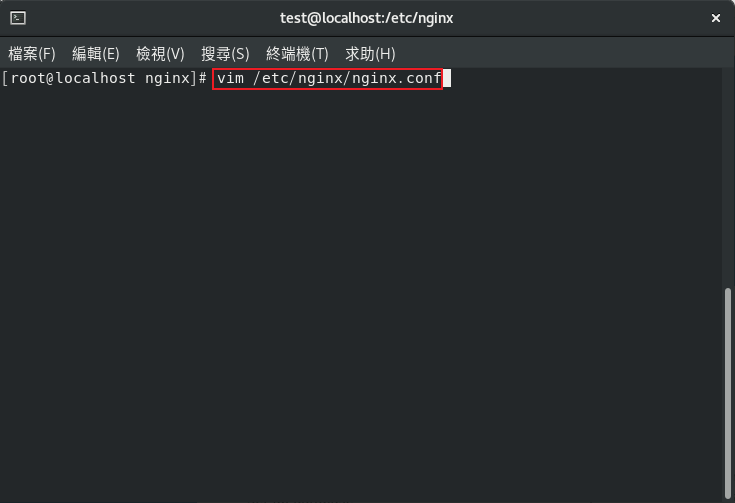 test@localhost:/etc/nginx
檔案(F) 編輯(E) 檢視(V) 搜尋(S) 終端機(T) 求助(H)
[root@localhost nginx]# vim /etc/nginx/nginx.conf